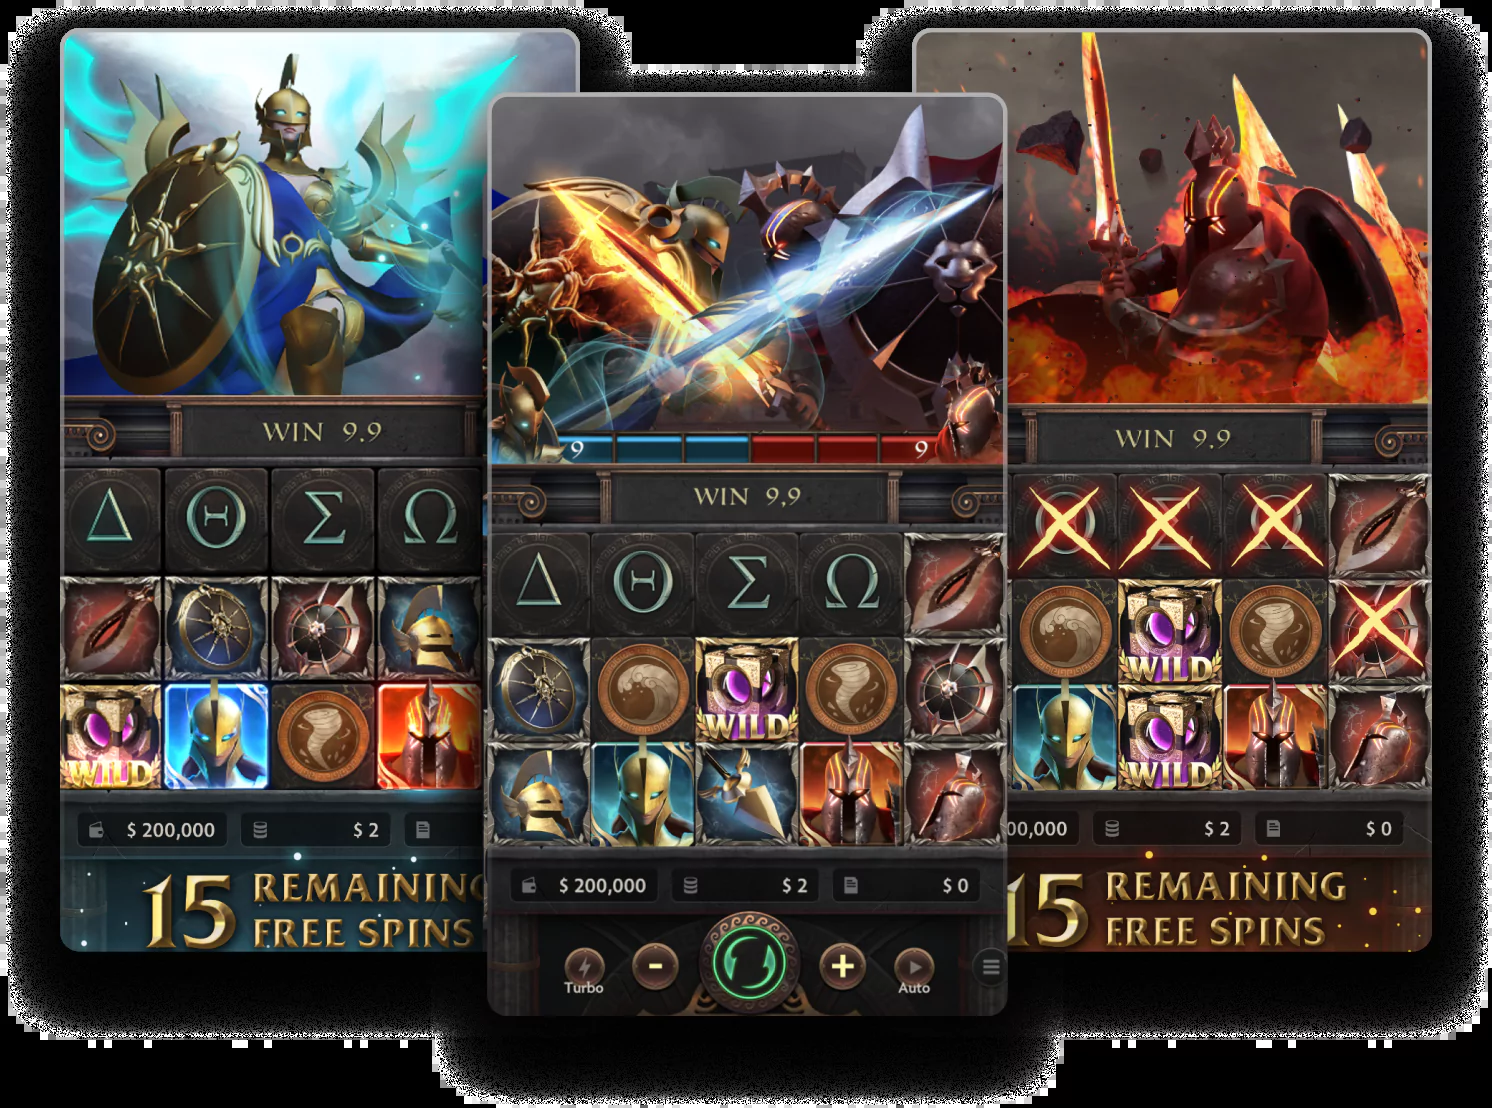 WIN 9.9
Δ Θ Σ Ω
WILD
$ 200,000
$ 2
15 REMAINING
FREE SPINS
9
9
WIN 9,9
Δ Θ Σ Ω
WILD
$ 200,000
$ 2
$ 0
Turbo
-
+
Auto
WIN 9.9
WILD
WILD
00,000
$ 2
$ 0
15 REMAINING
FREE SPINS